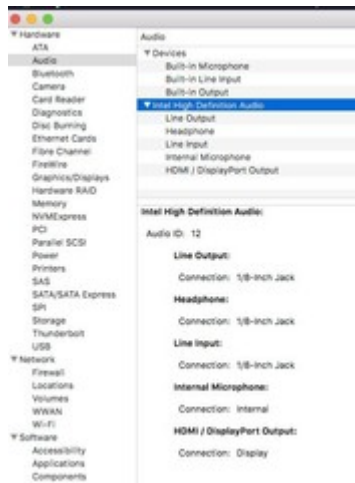 Hardware
ATA
Audio
Bluetooth
Camera
Card Reader
Diagnostics
Disc Burning
Ethernet Cards
Fibre Channel
FireWire
Graphics/Displays
Hardware RAID
Memory
NVMExpress
PCI
Parallel SCSI
Power
Printers
SAS
SATA/SATA Express
SPI
Storage
Thunderbolt
USB
Network
Firewall
Locations
Volumes
WWAN
Wi-Fi
Software
Accessibility
Applications
Components
Audio
Devices
Built-in Microphone
Built-in Line Input
Built-in Output
Intel High Definition Audio
Line Output
Headphone
Line Input
Internal Microphone
HDMI / DisplayPort Output
Intel High Definition Audio:
Audio ID: 12
Line Output:
Connection: 1/8-Inch Jack
Headphone:
Connection: 1/8-Inch Jack
Line Input:
Connection: 1/8-Inch Jack
Internal Microphone:
Connection: Internal
HDMI / DisplayPort Output:
Connection: Display